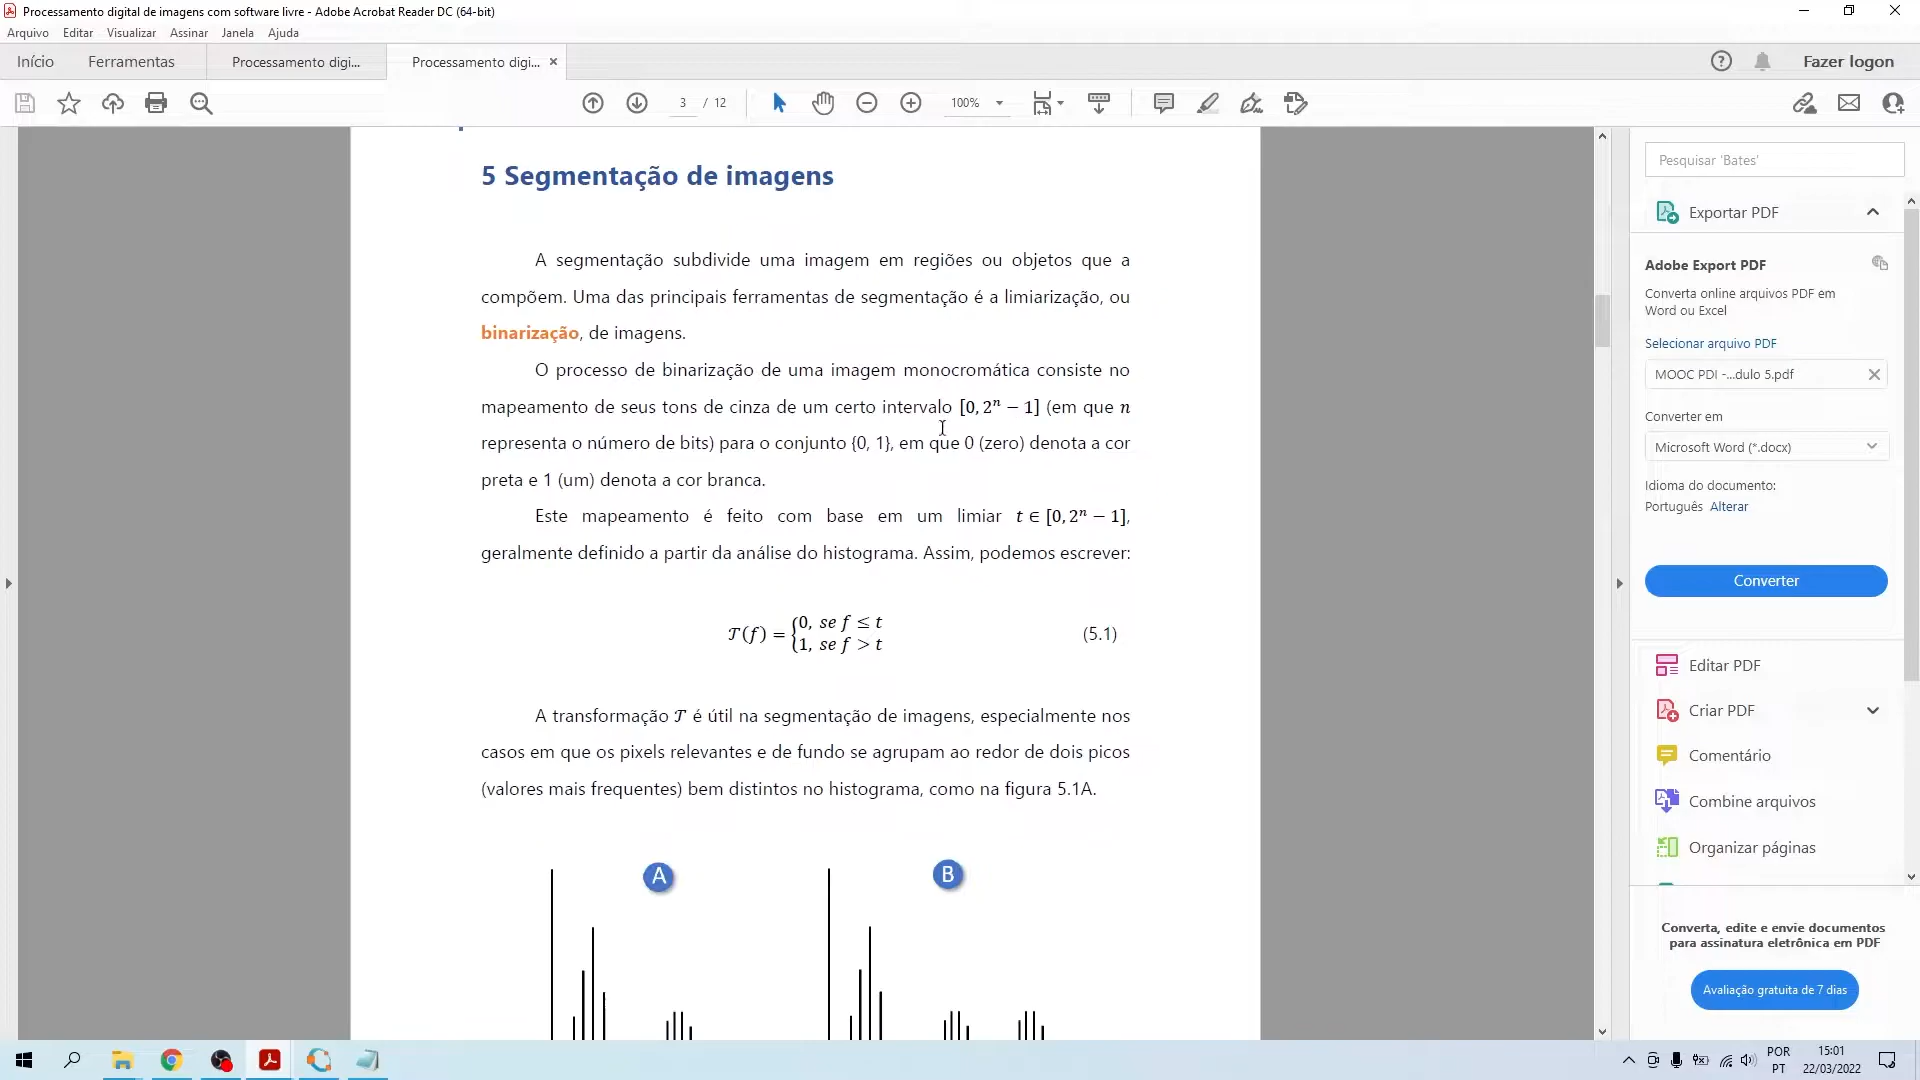 Processamento digital de imagens com software livre - Adobe Acrobat Reader DC (64-bit)
Arquivo Editar Visualizar Assinar Janela Ajuda
Início Ferramentas Processamento digi... Processamento digi... × Fazer logon
3 / 12 100%
5 Segmentação de imagens
A segmentação subdivide uma imagem em regiões ou objetos que a
compõem. Uma das principais ferramentas de segmentação é a limiarização, ou
binarização, de imagens.
O processo de binarização de uma imagem monocromática consiste no
mapeamento de seus tons de cinza de um certo intervalo [0, 2ⁿ − 1] (em que n
representa o número de bits) para o conjunto {0, 1}, em que 0 (zero) denota a cor
preta e 1 (um) denota a cor branca.
Este mapeamento é feito com base em um limiar t ∈ [0, 2ⁿ − 1],
geralmente definido a partir da análise do histograma. Assim, podemos escrever:
𝒯(f) = {0, se f ≤ t
1, se f > t
(5.1)
A transformação 𝒯 é útil na segmentação de imagens, especialmente nos
casos em que os pixels relevantes e de fundo se agrupam ao redor de dois picos
(valores mais frequentes) bem distintos no histograma, como na figura 5.1A.
A B
Pesquisar 'Bates'
Exportar PDF
Adobe Export PDF
Converta online arquivos PDF em
Word ou Excel
Selecionar arquivo PDF
MOOC PDI -...dulo 5.pdf
Converter em
Microsoft Word (*.docx)
Idioma do documento:
Português Alterar
Converter
Editar PDF
Criar PDF
Comentário
Combine arquivos
Organizar páginas
Converta, edite e envie documentos
para assinatura eletrônica em PDF
Avaliação gratuita de 7 dias
POR
PT
15:01
22/03/2022